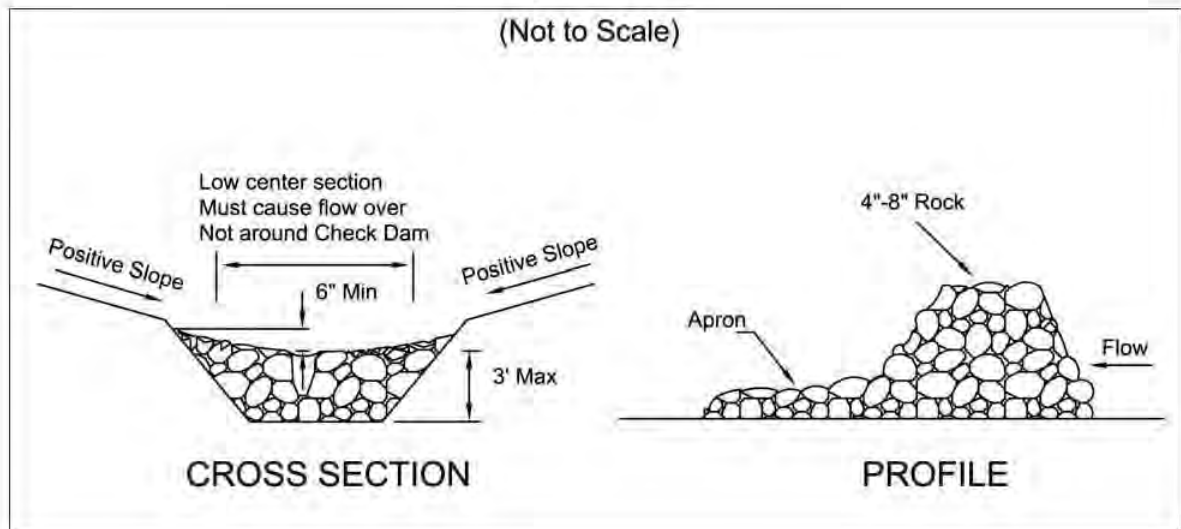 (Not to Scale)
Low center section
Must cause flow over
Not around Check Dam
Positive Slope
Positive Slope
6" Min
3' Max
CROSS SECTION
4"-8" Rock
Apron
Flow
PROFILE